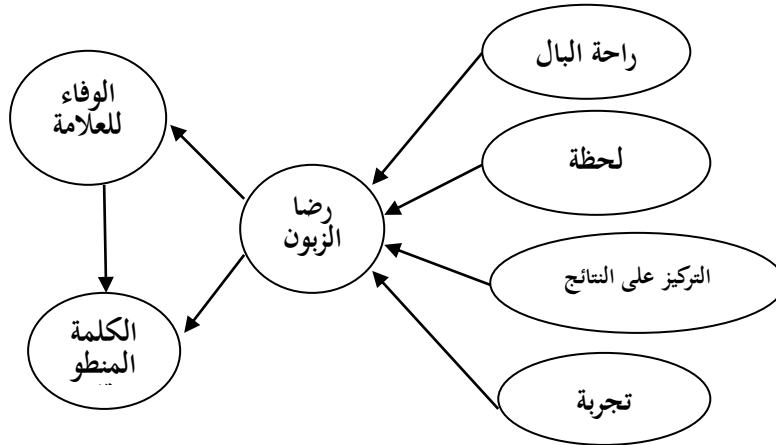 راحة البال
لحظة
التركيز على النتائج
تجربة
رضا
الزبون
الوفاء
للعلامة
الكلمة
المنطو